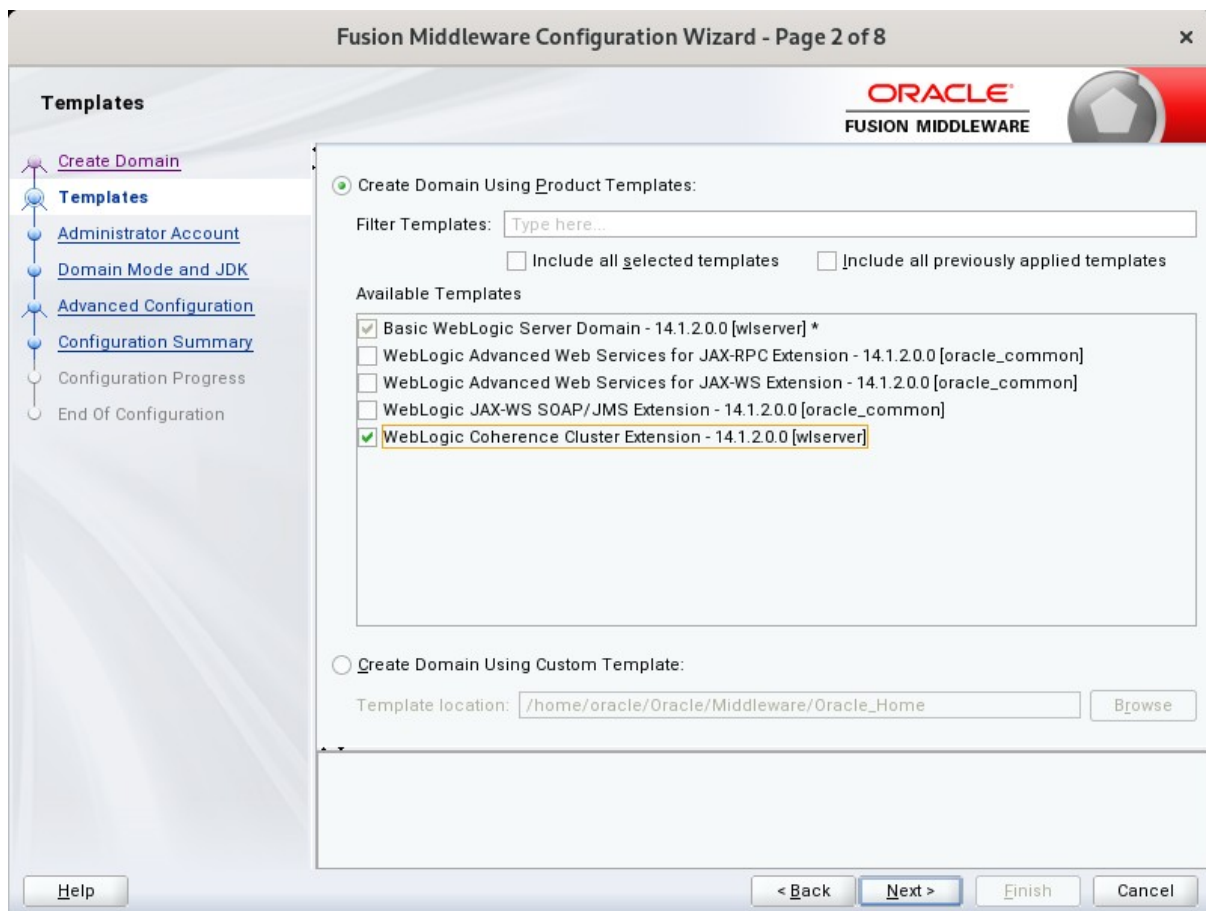 Fusion Middleware Configuration Wizard - Page 2 of 8
Templates
ORACLE
FUSION MIDDLEWARE
Create Domain
Templates
Administrator Account
Domain Mode and JDK
Advanced Configuration
Configuration Summary
Configuration Progress
End Of Configuration
Create Domain Using Product Templates:
Filter Templates: Type here...
Include all selected templates Include all previously applied templates
Available Templates
Basic WebLogic Server Domain - 14.1.2.0.0 [wlserver] *
WebLogic Advanced Web Services for JAX-RPC Extension - 14.1.2.0.0 [oracle_common]
WebLogic Advanced Web Services for JAX-WS Extension - 14.1.2.0.0 [oracle_common]
WebLogic JAX-WS SOAP/JMS Extension - 14.1.2.0.0 [oracle_common]
WebLogic Coherence Cluster Extension - 14.1.2.0.0 [wlserver]
Create Domain Using Custom Template:
Template location: /home/oracle/Oracle/Middleware/Oracle_Home Browse
Help < Back Next > Finish Cancel